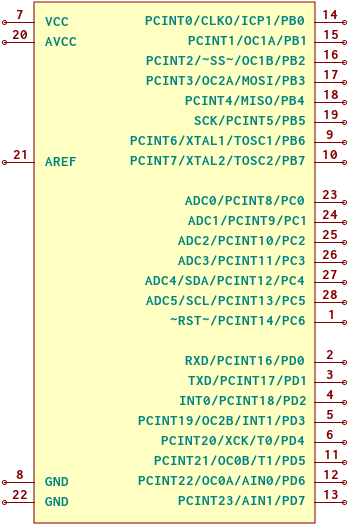 7 VCC PCINT0/CLKO/ICP1/PB0 14
20 AVCC PCINT1/OC1A/PB1 15
PCINT2/~SS~/OC1B/PB2 16
PCINT3/OC2A/MOSI/PB3 17
PCINT4/MISO/PB4 18
SCK/PCINT5/PB5 19
PCINT6/XTAL1/TOSC1/PB6 9
21 AREF PCINT7/XTAL2/TOSC2/PB7 10
ADC0/PCINT8/PC0 23
ADC1/PCINT9/PC1 24
ADC2/PCINT10/PC2 25
ADC3/PCINT11/PC3 26
ADC4/SDA/PCINT12/PC4 27
ADC5/SCL/PCINT13/PC5 28
~RST~/PCINT14/PC6 1
RXD/PCINT16/PD0 2
TXD/PCINT17/PD1 3
INT0/PCINT18/PD2 4
PCINT19/OC2B/INT1/PD3 5
PCINT20/XCK/T0/PD4 6
PCINT21/OC0B/T1/PD5 11
8 GND PCINT22/OC0A/AIN0/PD6 12
22 GND PCINT23/AIN1/PD7 13